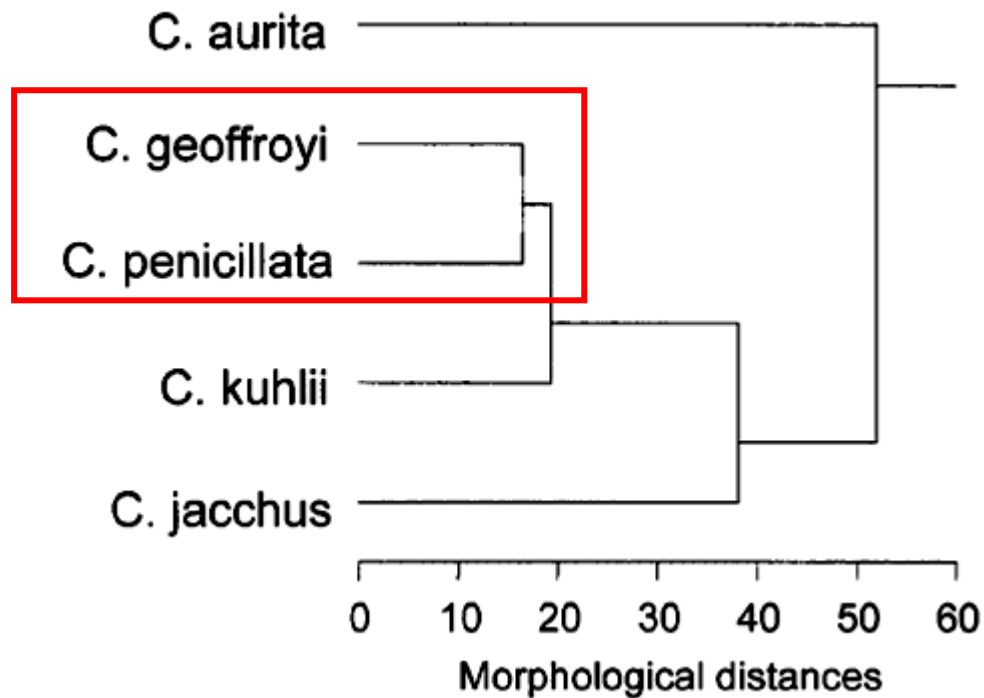 C. aurita
C. geoffroyi
C. penicillata
C. kuhlii
C. jacchus
0 10 20 30 40 50 60
Morphological distances